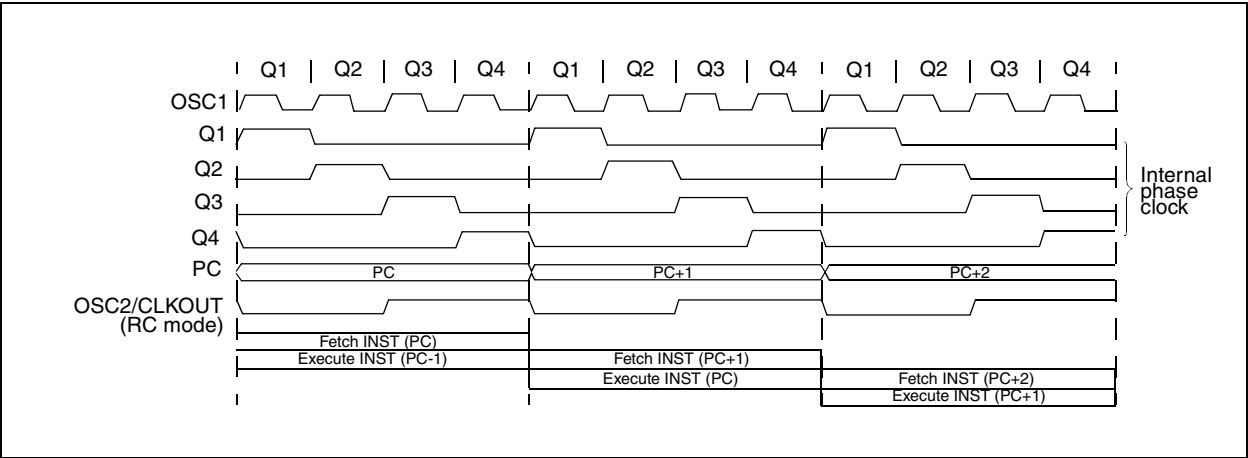 Q1 | Q2 | Q3 | Q4 | Q1 | Q2 | Q3 | Q4 | Q1 | Q2 | Q3 | Q4
OSC1
Q1
Q2
Q3
Q4
Internal
phase
clock
PC PC PC+1 PC+2
OSC2/CLKOUT
(RC mode)
Fetch INST (PC)
Execute INST (PC-1) Fetch INST (PC+1)
Execute INST (PC) Fetch INST (PC+2)
Execute INST (PC+1)